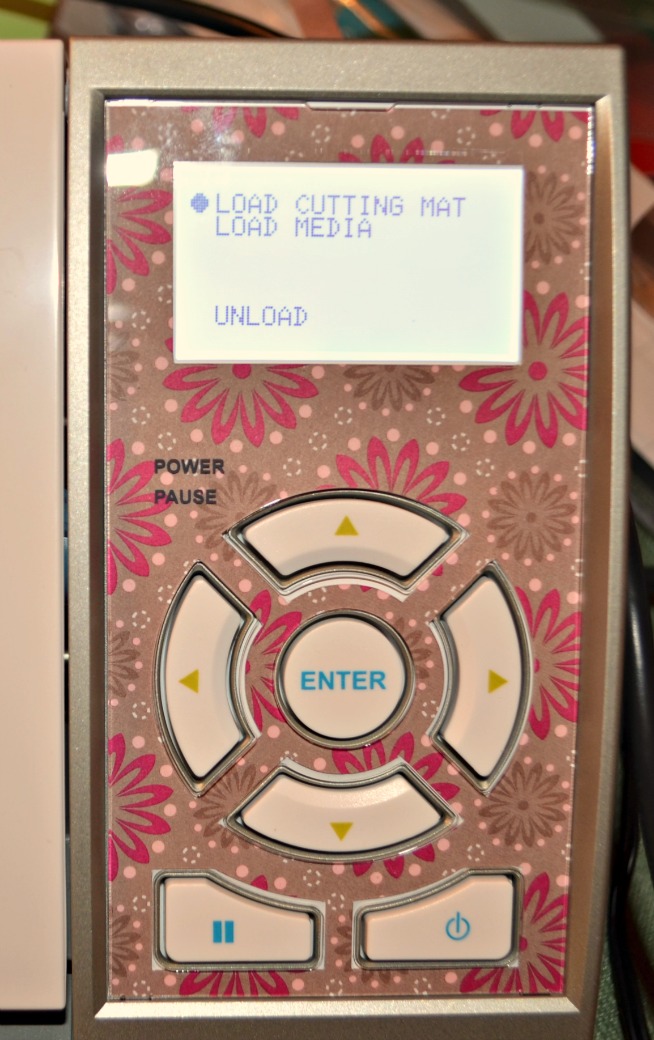 LOAD CUTTING MAT
LOAD MEDIA
UNLOAD
POWER
PAUSE
ENTER